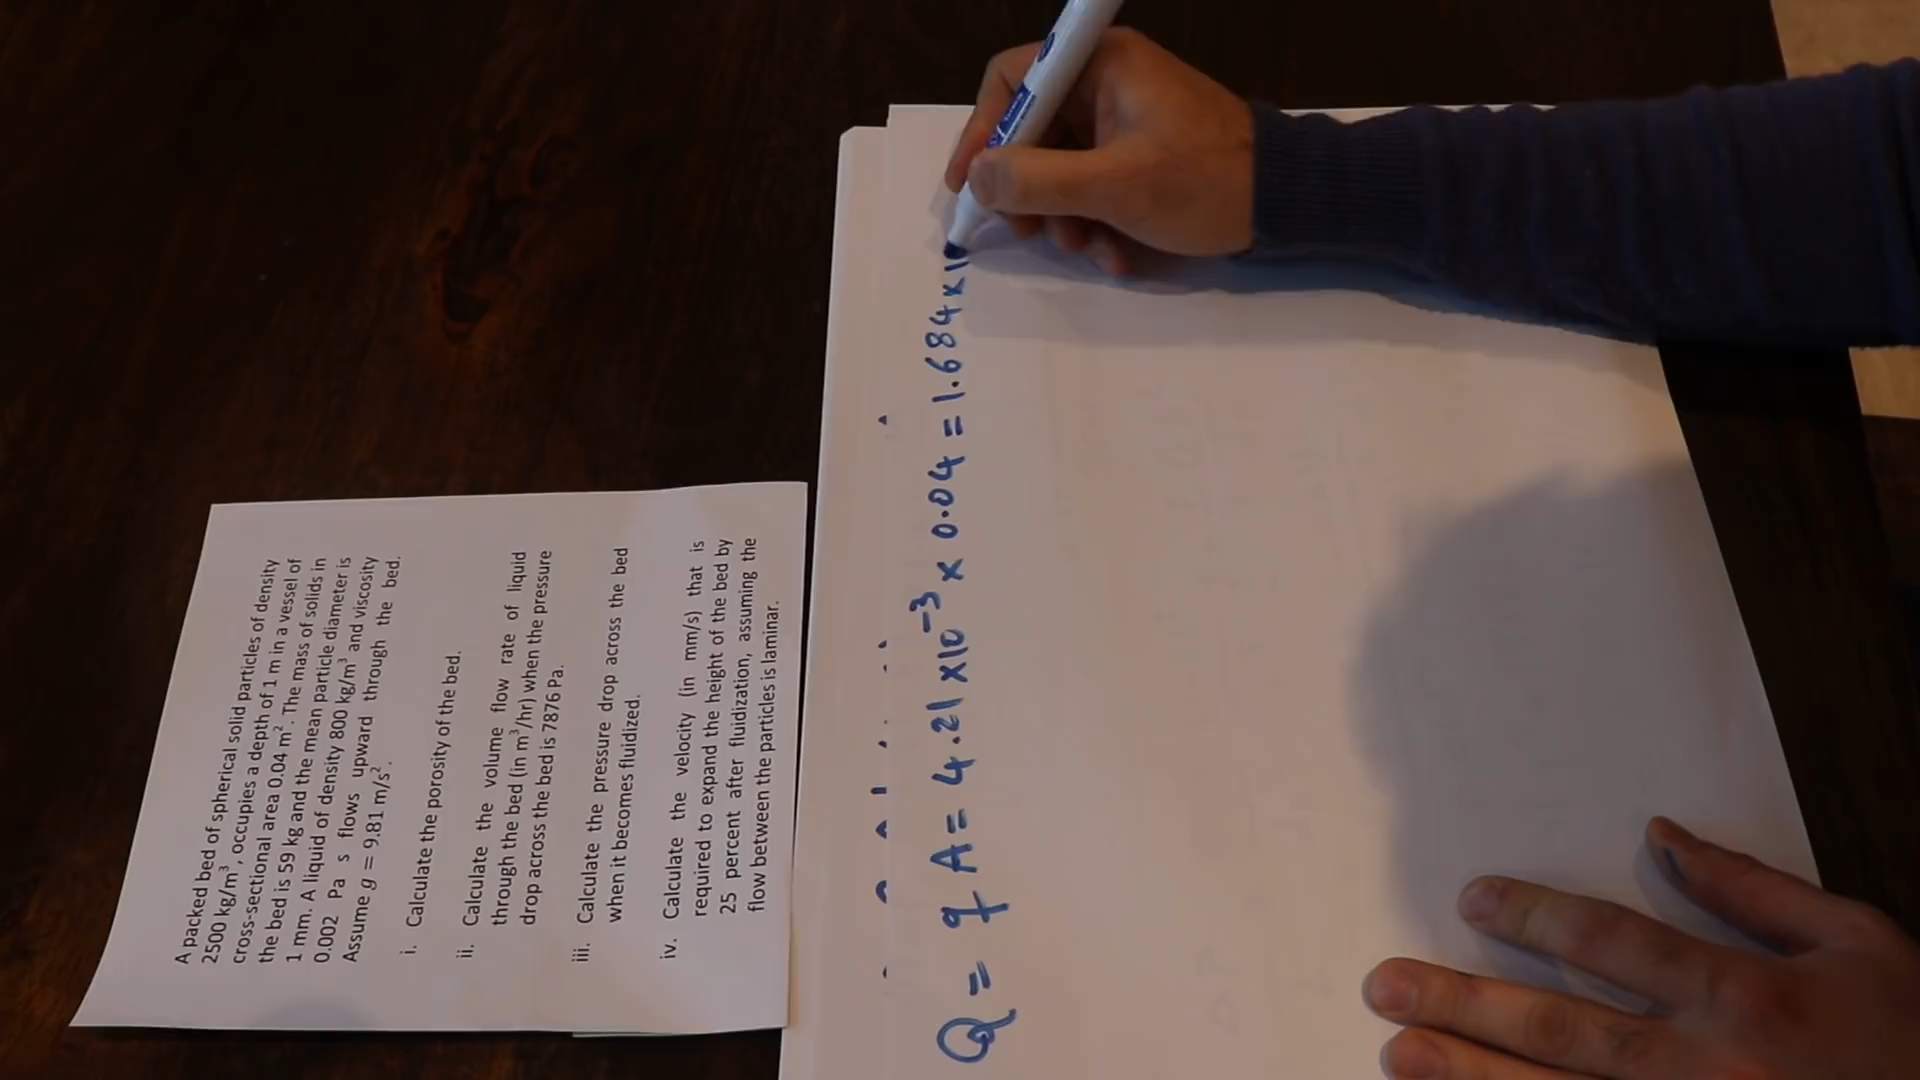 A packed bed of spherical solid particles of density
2500 kg/m³, occupies a depth of 1 m in a vessel of
cross-sectional area 0.04 m². The mass of solids in
the bed is 59 kg and the mean particle diameter is
1 mm. A liquid of density 800 kg/m³ and viscosity
0.002 Pa s flows upward through the bed.
Assume g = 9.81 m/s².
i. Calculate the porosity of the bed.
ii. Calculate the volume flow rate of liquid
through the bed (in m³/hr) when the pressure
drop across the bed is 7876 Pa.
iii. Calculate the pressure drop across the bed
when it becomes fluidized.
iv. Calculate the velocity (in mm/s) that is
required to expand the height of the bed by
25 percent after fluidization, assuming the
flow between the particles is laminar.
Q = q A = 4.21 x 10⁻³ x 0.04 = 1.684 x 1